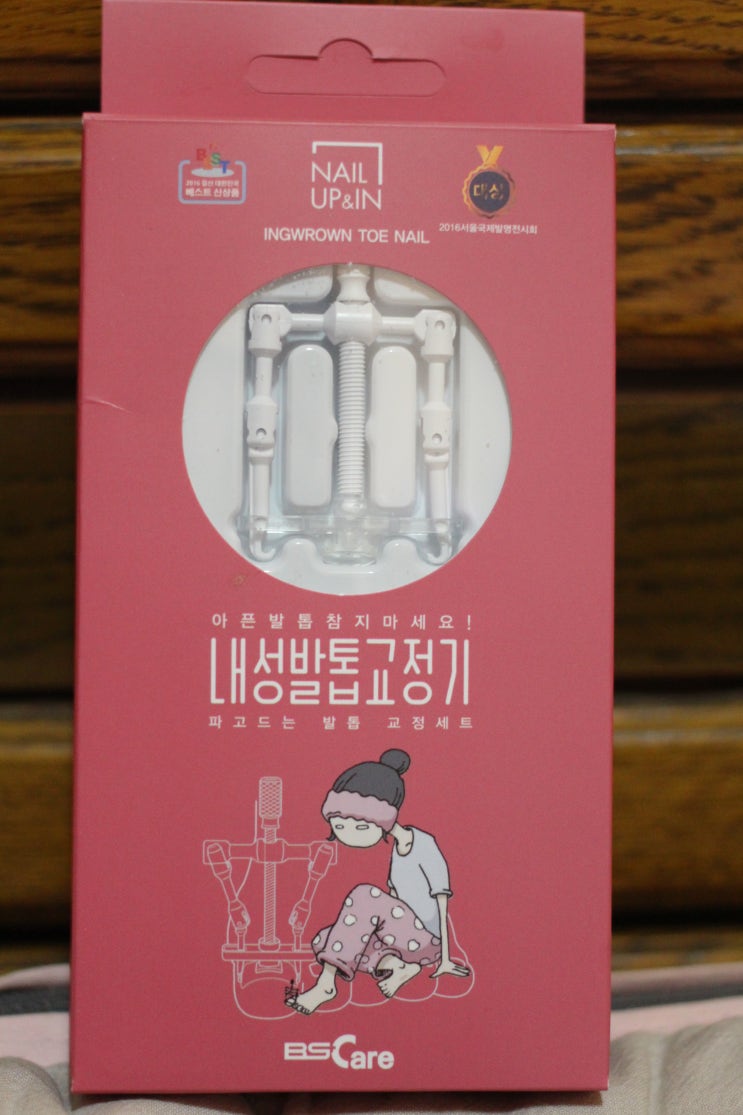 BEST
2016 정산 대한민국
베스트 신상품
NAIL
UP&IN
INGWROWN TOE NAIL
대상
2016서울국제발명전시회
아픈발톱참지마세요!
내성발톱교정기
파고드는 발톱 교정세트
BSCare